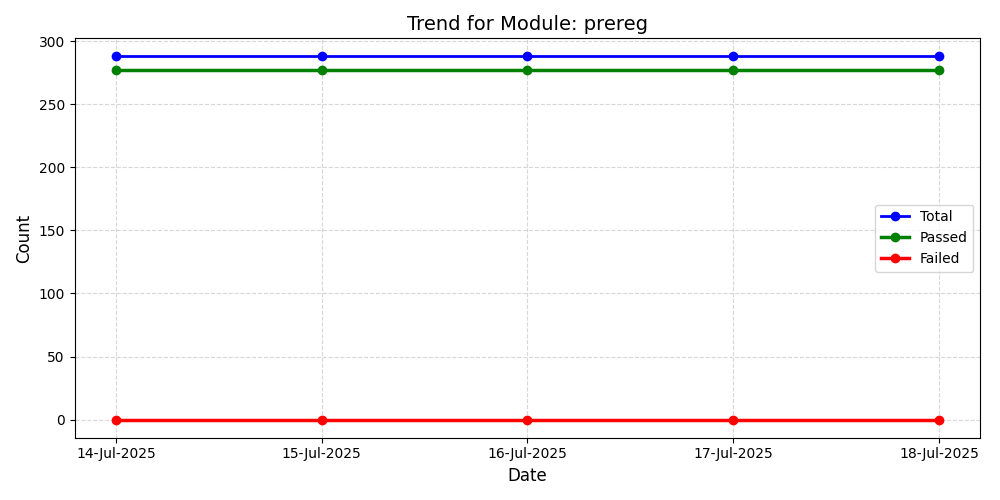 Trend for Module: prereg
300
250
200
150
100
50
0
Count
Total
Passed
Failed
14-Jul-2025
15-Jul-2025
16-Jul-2025
17-Jul-2025
18-Jul-2025
Date